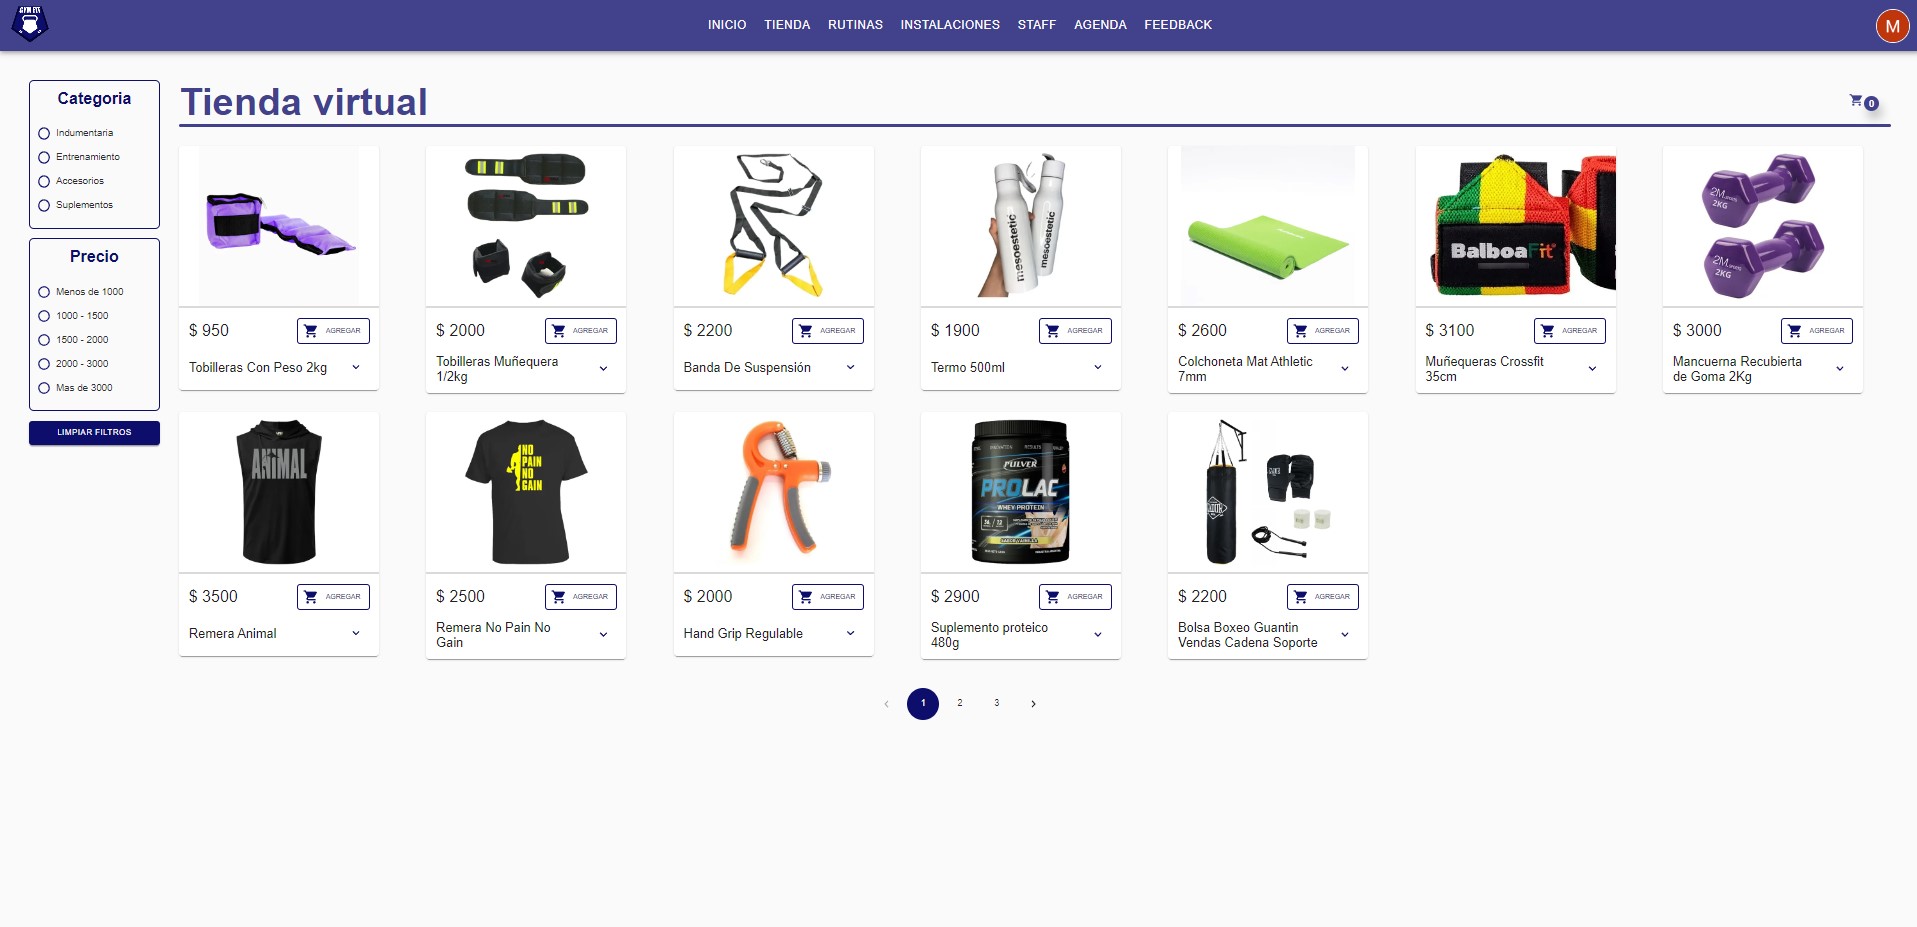 GYM FIT
INICIO TIENDA RUTINAS INSTALACIONES STAFF AGENDA FEEDBACK
M
Categoria
Indumentaria
Entrenamiento
Accesorios
Suplementos
Precio
Menos de 1000
1000 - 1500
1500 - 2000
2000 - 3000
Mas de 3000
LIMPIAR FILTROS
Tienda virtual
0
mesoestetic
mesoestetic
BalboaFit
2M
2KG
2M
2KG
$ 950 AGREGAR
Tobilleras Con Peso 2kg
$ 2000 AGREGAR
Tobilleras Muñequera
1/2kg
$ 2200 AGREGAR
Banda De Suspensión
$ 1900 AGREGAR
Termo 500ml
$ 2600 AGREGAR
Colchoneta Mat Athletic
7mm
$ 3100 AGREGAR
Muñequeras Crossfit
35cm
$ 3000 AGREGAR
Mancuerna Recubierta
de Goma 2Kg
ANIMAL
NO
PAIN
NO
GAIN
PULVER
PROLAC
WHEY PROTEIN
$ 3500 AGREGAR
Remera Animal
$ 2500 AGREGAR
Remera No Pain No
Gain
$ 2000 AGREGAR
Hand Grip Regulable
$ 2900 AGREGAR
Suplemento proteico
480g
$ 2200 AGREGAR
Bolsa Boxeo Guantin
Vendas Cadena Soporte
1 2 3